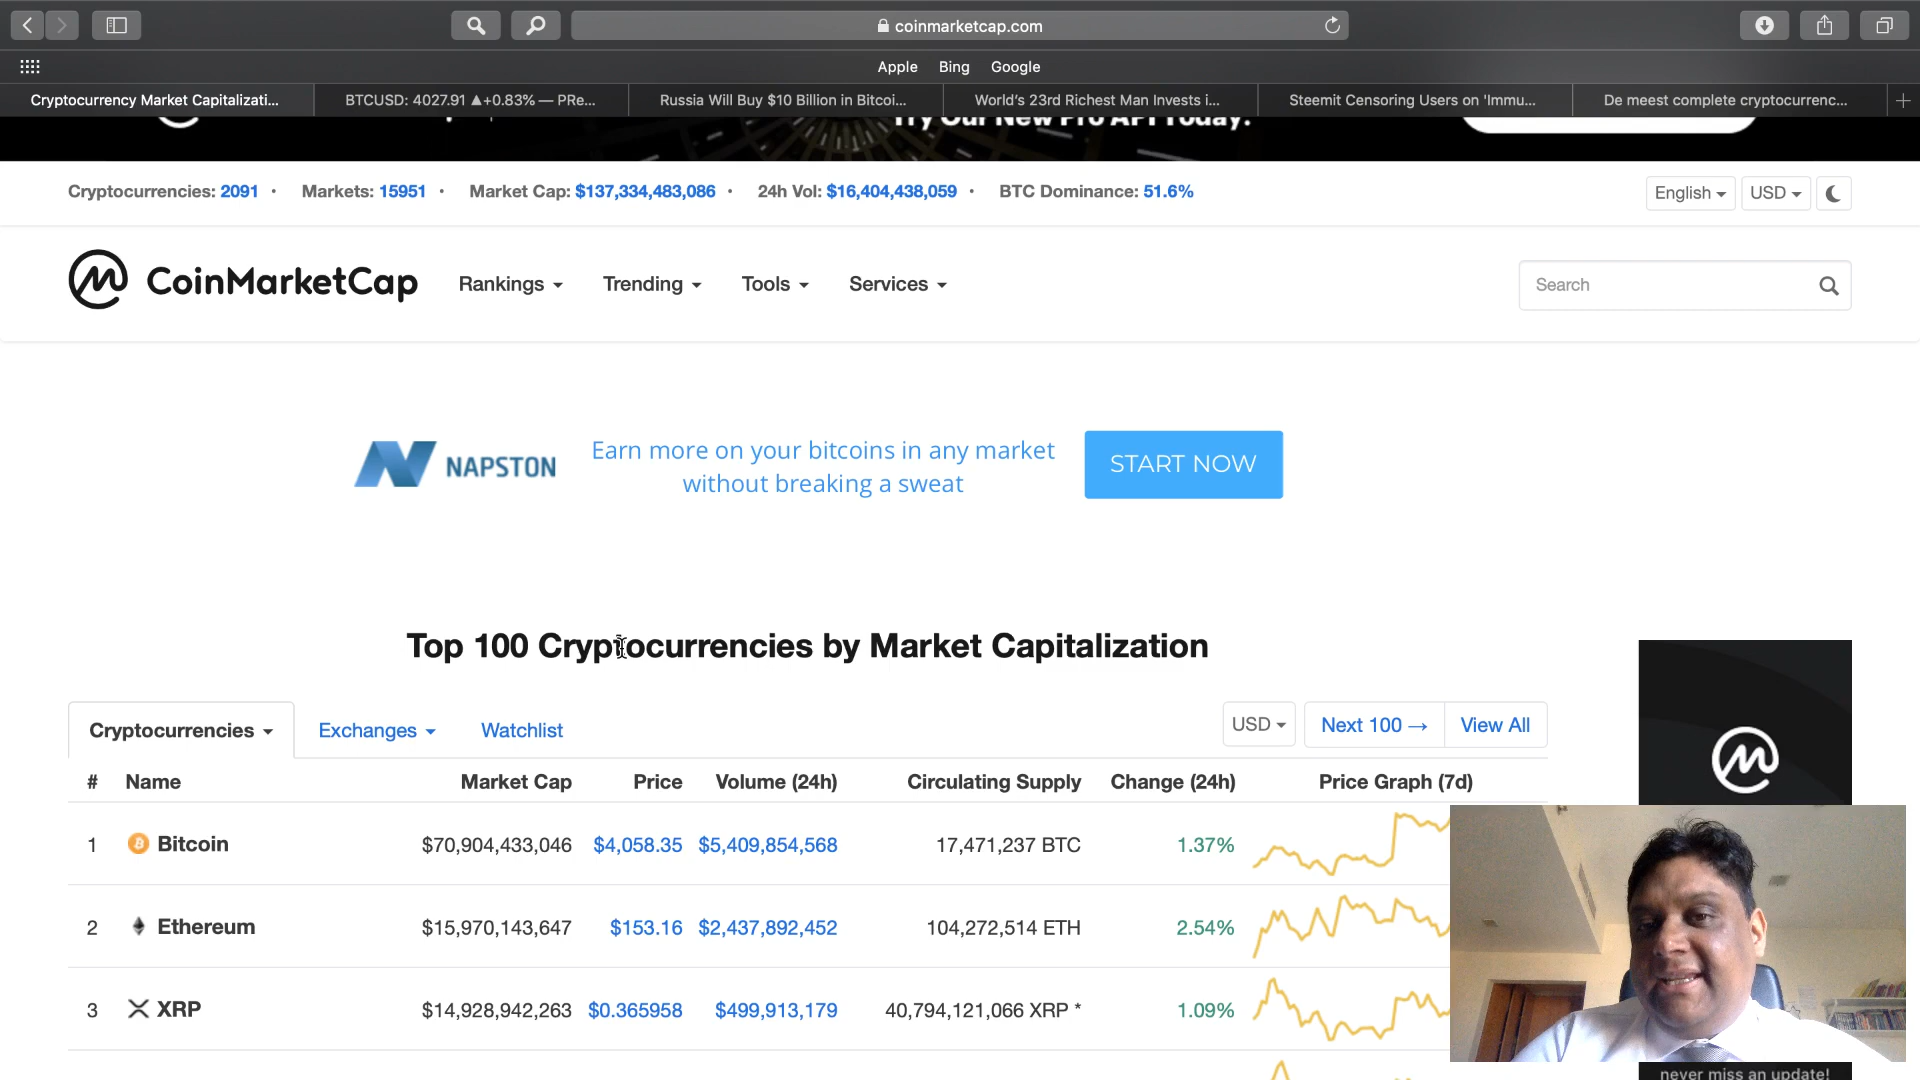 coinmarketcap.com
Apple Bing Google
Cryptocurrency Market Capitalizati...
BTCUSD: 4027.91 ▲+0.83% — PRe...
Russia Will Buy $10 Billion in Bitcoi...
World's 23rd Richest Man Invests i...
Steemit Censoring Users on 'Immu...
De meest complete cryptocurrenc...
Try Our New Pro API Today!
Cryptocurrencies: 2091 • Markets: 15951 • Market Cap: $137,334,483,086 • 24h Vol: $16,404,438,059 • BTC Dominance: 51.6%
English USD
CoinMarketCap Rankings Trending Tools Services
Search
NAPSTON
Earn more on your bitcoins in any market
without breaking a sweat
START NOW
Top 100 Cryptocurrencies by Market Capitalization
Cryptocurrencies Exchanges Watchlist
USD Next 100 → View All
# Name Market Cap Price Volume (24h) Circulating Supply Change (24h) Price Graph (7d)
1 Bitcoin $70,904,433,046 $4,058.35 $5,409,854,568 17,471,237 BTC 1.37%
2 Ethereum $15,970,143,647 $153.16 $2,437,892,452 104,272,514 ETH 2.54%
3 XRP $14,928,942,263 $0.365958 $499,913,179 40,794,121,066 XRP * 1.09%
never miss an update!